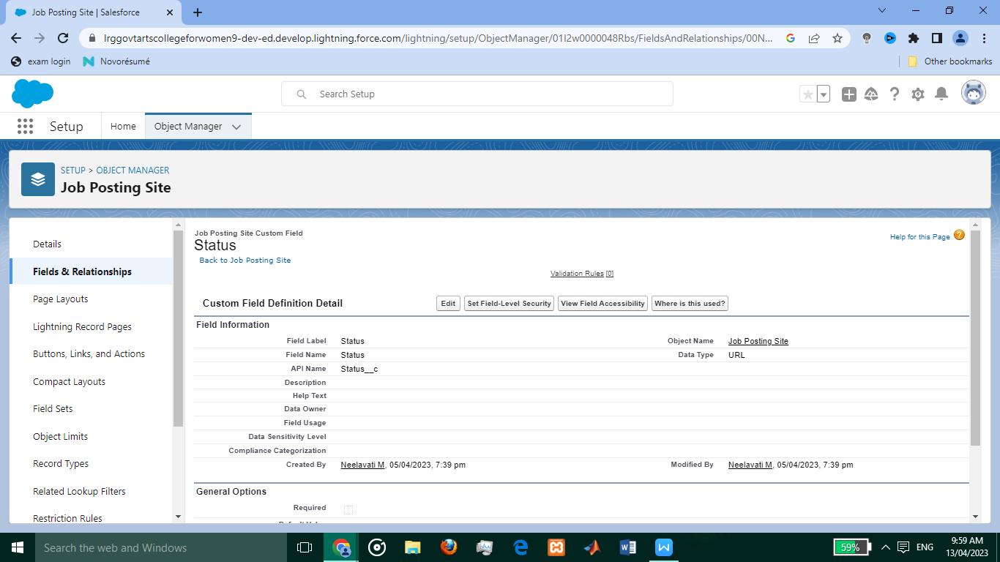 Job Posting Site | Salesforce
lrggovtartscollegeforwomen9-dev-ed.develop.lightning.force.com/lightning/setup/ObjectManager/01I2w0000048Rbs/FieldsAndRelationships/00N...
exam login
Novorésumé
Other bookmarks
Search Setup
Setup
Home
Object Manager
SETUP > OBJECT MANAGER
Job Posting Site
Details
Fields & Relationships
Page Layouts
Lightning Record Pages
Buttons, Links, and Actions
Compact Layouts
Field Sets
Object Limits
Record Types
Related Lookup Filters
Restriction Rules
Job Posting Site Custom Field
Status
Help for this Page
Back to Job Posting Site
Validation Rules [0]
Custom Field Definition Detail
Edit
Set Field-Level Security
View Field Accessibility
Where is this used?
Field Information
Field Label Status Object Name Job Posting Site
Field Name Status Data Type URL
API Name Status__c
Description
Help Text
Data Owner
Field Usage
Data Sensitivity Level
Compliance Categorization
Created By Neelavati M, 05/04/2023, 7:39 pm Modified By Neelavati M, 05/04/2023, 7:39 pm
General Options
Required
Search the web and Windows
59%
ENG
9:59 AM
13/04/2023